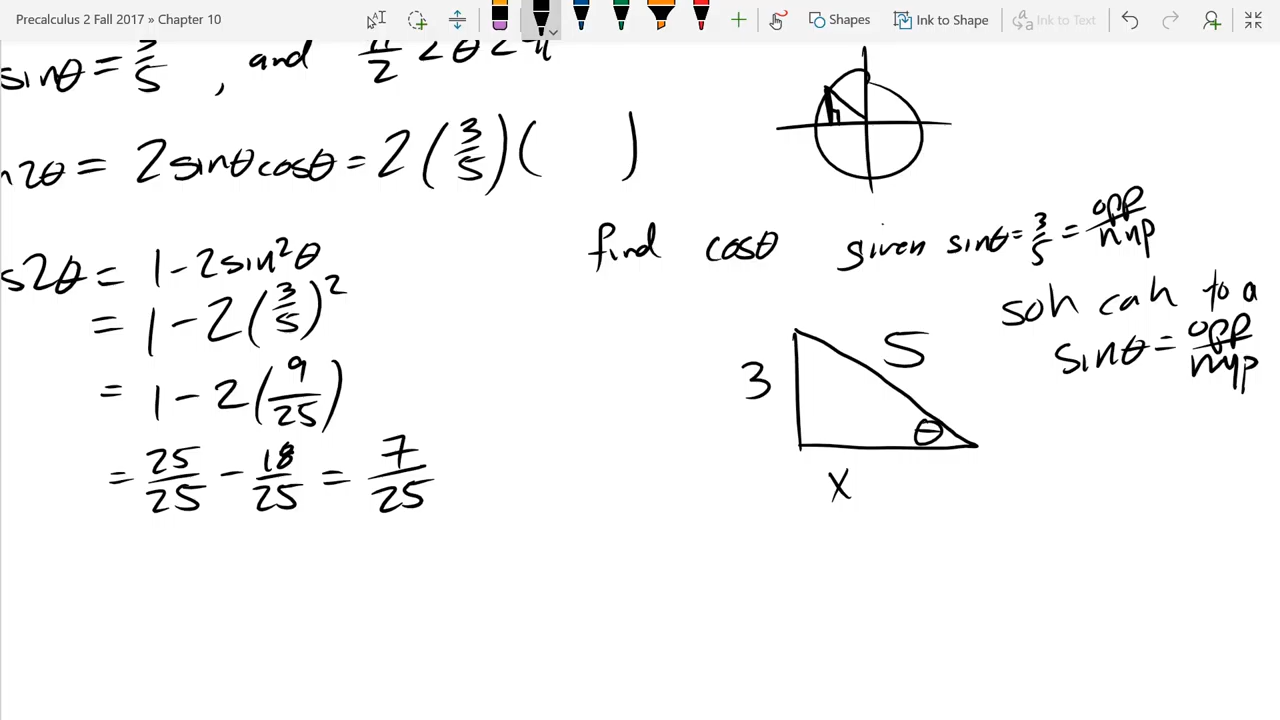 Precalculus 2 Fall 2017 » Chapter 10
Shapes
Ink to Shape
Ink to Text
sinθ = 3/5 , and π/2 < θ < π
n2θ = 2sinθcosθ = 2(3/5)( )
find cosθ given sinθ = 3/5 = opp/hyp
s2θ = 1 - 2sin²θ
= 1 - 2(3/5)²
= 1 - 2(9/25)
= 25/25 - 18/25 = 7/25
soh cah toa
sinθ = opp/hyp
3
5
θ
x